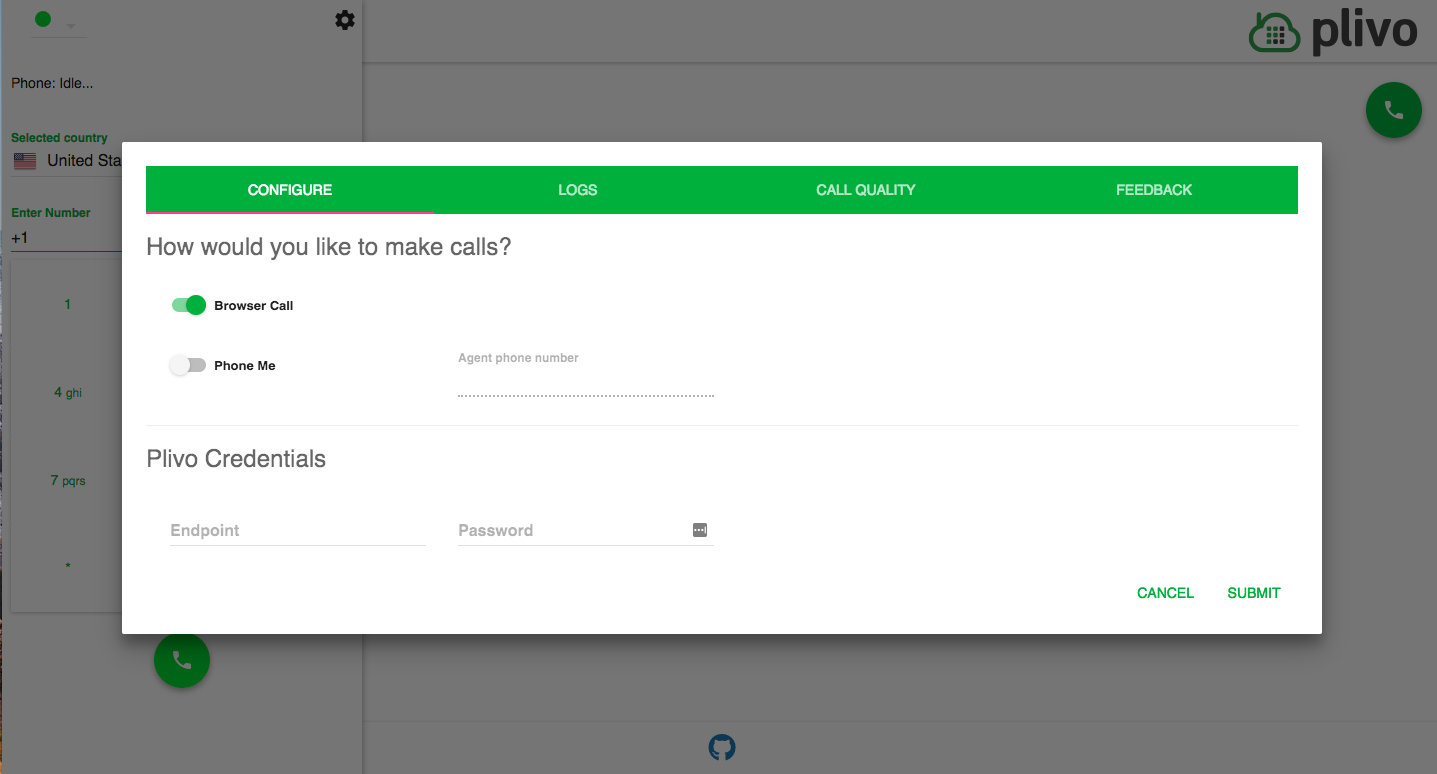 plivo
Phone: Idle...
Selected country
United Sta
Enter Number
+1
1
4 ghi
7 pqrs
*
CONFIGURE
LOGS
CALL QUALITY
FEEDBACK
How would you like to make calls?
Browser Call
Phone Me
Agent phone number
Plivo Credentials
Endpoint
Password
CANCEL
SUBMIT